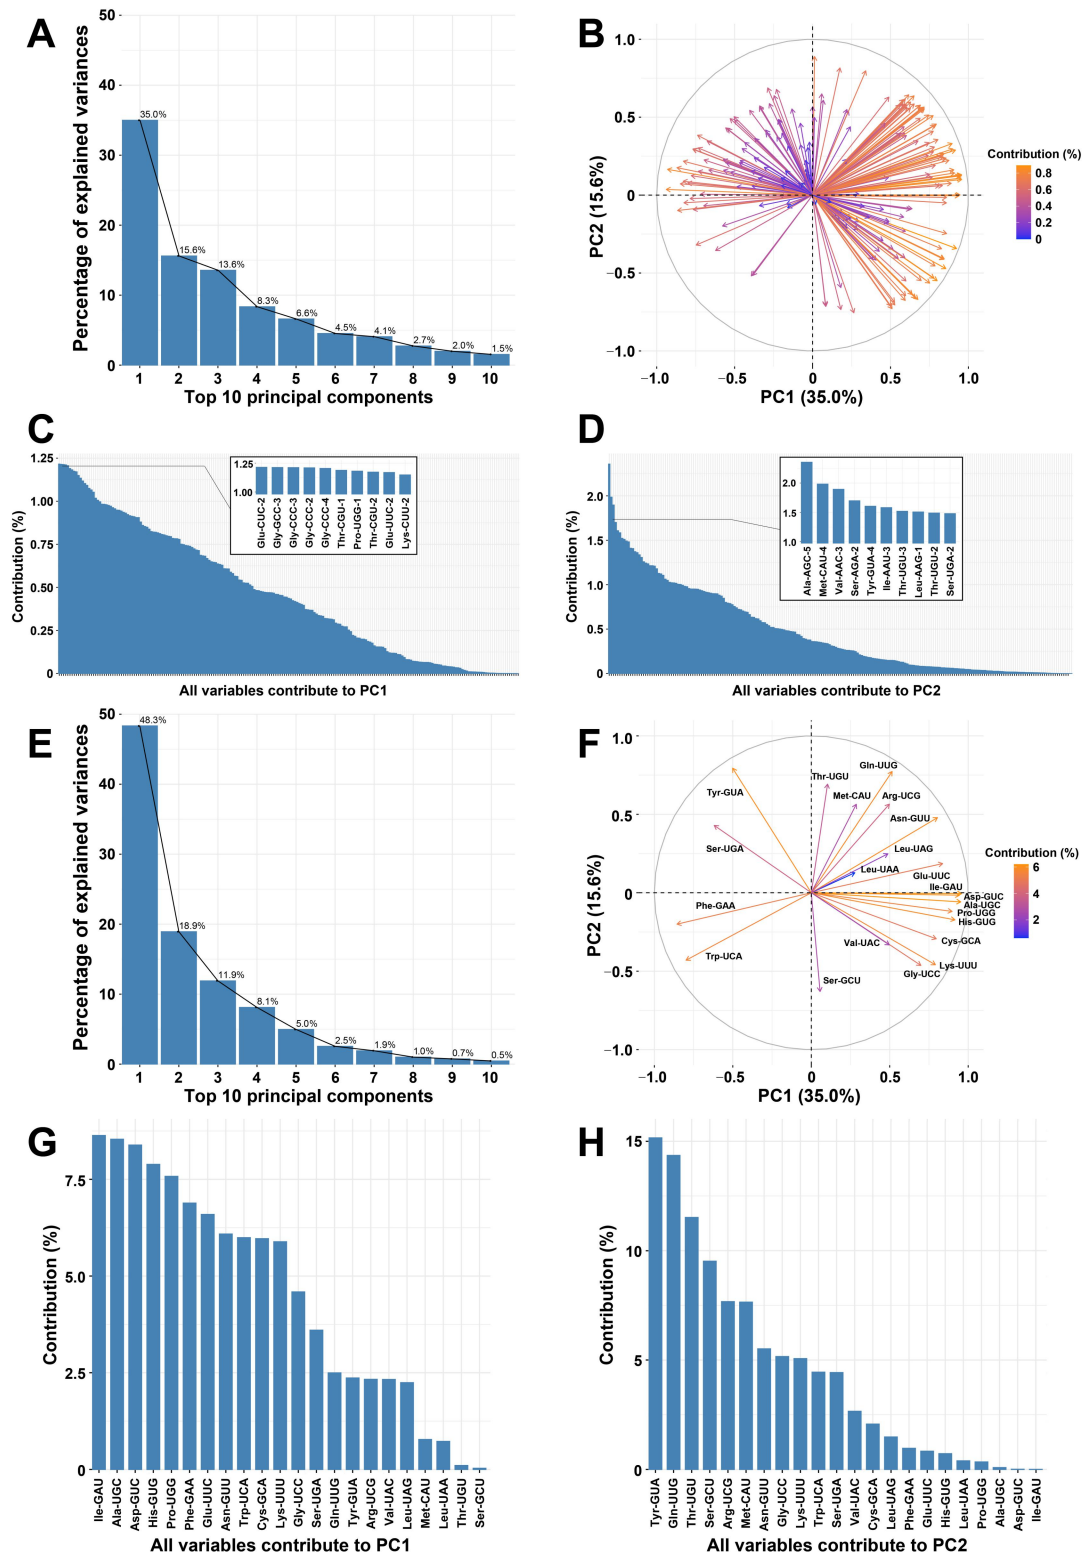 A
Percentage of explained variances
50
40
30
20
10
0
35.0%
15.6%
13.6%
8.3%
6.6%
4.5%
4.1%
2.7%
2.0%
1.5%
1 2 3 4 5 6 7 8 9 10
Top 10 principal components
B
PC2 (15.6%)
1.0
0.5
0
−0.5
−1.0
−1.0 −0.5 0 0.5 1.0
PC1 (35.0%)
Contribution (%)
0.8
0.6
0.4
0.2
0
C
Contribution (%)
1.25
1.00
0.75
0.50
0.25
0
1.25
1.00
Glu-CUC-2
Gly-GCC-3
Gly-CCC-3
Gly-CCC-2
Gly-CCC-4
Thr-CGU-1
Pro-UGG-1
Thr-CGU-2
Glu-UUC-2
Lys-CUU-2
All variables contribute to PC1
D
Contribution (%)
2.0
1.5
1.0
0.5
0
2.0
1.5
1.0
Ala-AGC-5
Met-CAU-4
Val-AAC-3
Ser-AGA-2
Tyr-GUA-4
Ile-AAU-3
Thr-UGU-3
Leu-AAG-1
Thr-UGU-2
Ser-UGA-2
All variables contribute to PC2
E
Percentage of explained variances
50
40
30
20
10
0
48.3%
18.9%
11.9%
8.1%
5.0%
2.5%
1.9%
1.0%
0.7%
0.5%
1 2 3 4 5 6 7 8 9 10
Top 10 principal components
F
PC2 (15.6%)
1.0
0.5
0
−0.5
−1.0
Gln-UUG
Thr-UGU
Tyr-GUA
Met-CAU
Arg-UCG
Asn-GUU
Ser-UGA
Leu-UAG
Leu-UAA
Glu-UUC
Ile-GAU
Asp-GUC
Ala-UGC
Phe-GAA
Pro-UGG
His-GUG
Val-UAC
Cys-GCA
Trp-UCA
Lys-UUU
Gly-UCC
Ser-GCU
−1.0 −0.5 0 0.5 1.0
PC1 (35.0%)
Contribution (%)
6
4
2
G
Contribution (%)
7.5
5.0
2.5
0
Ile-GAU
Ala-UGC
Asp-GUC
His-GUG
Pro-UGG
Phe-GAA
Glu-UUC
Asn-GUU
Trp-UCA
Cys-GCA
Lys-UUU
Gly-UCC
Ser-UGA
Gln-UUG
Tyr-GUA
Arg-UCG
Val-UAC
Leu-UAG
Met-CAU
Leu-UAA
Thr-UGU
Ser-GCU
All variables contribute to PC1
H
Contribution (%)
15
10
5
0
Tyr-GUA
Gln-UUG
Thr-UGU
Ser-GCU
Arg-UCG
Met-CAU
Asn-GUU
Gly-UCC
Lys-UUU
Trp-UCA
Ser-UGA
Val-UAC
Cys-GCA
Leu-UAG
Phe-GAA
Glu-UUC
His-GUG
Leu-UAA
Pro-UGG
Ala-UGC
Asp-GUC
Ile-GAU
All variables contribute to PC2